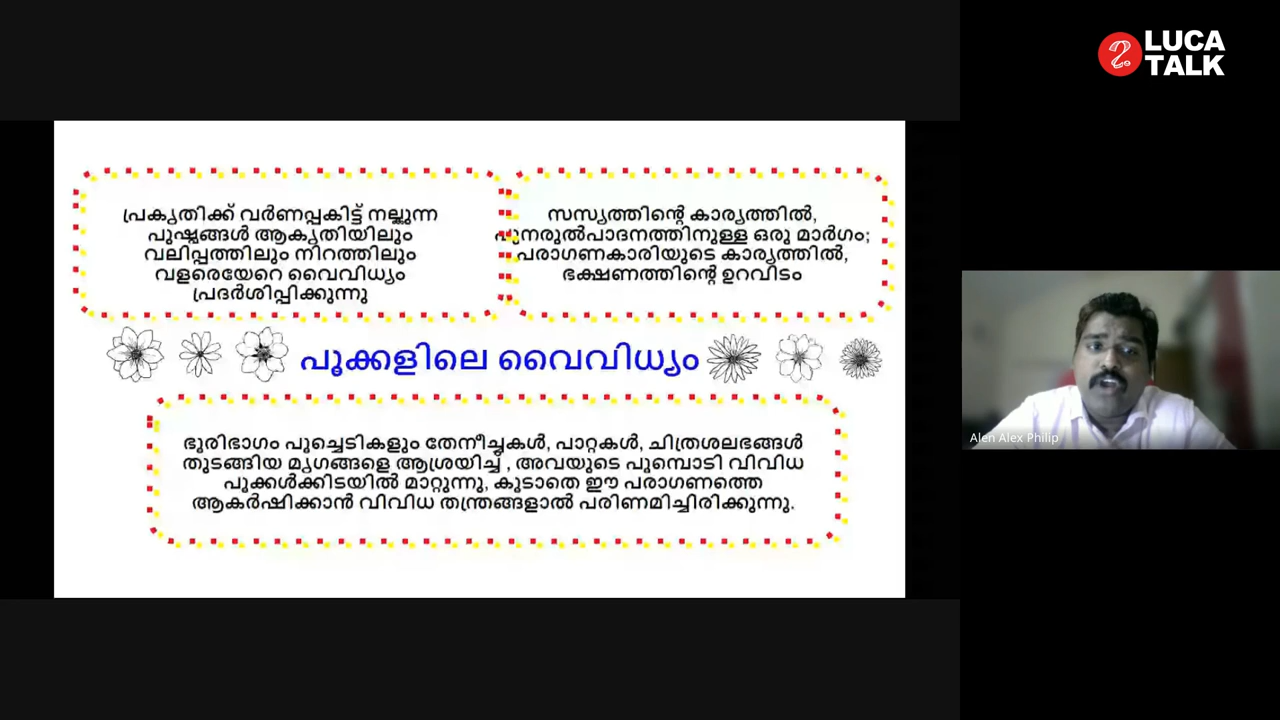 LUCA
TALK
പ്രകൃതിക്ക് വർണപ്പകിട്ട് നല്കുന്ന
പുഷ്പങ്ങൾ ആകൃതിയിലും
വലിപ്പത്തിലും നിറത്തിലും
വളരെയേറെ വൈവിധ്യം
പ്രദർശിപ്പിക്കുന്നു
സസ്യത്തിന്റെ കാര്യത്തിൽ,
പുനരുൽപാദനത്തിനുള്ള ഒരു മാർഗം;
പരാഗണകാരിയുടെ കാര്യത്തിൽ,
ഭക്ഷണത്തിന്റെ ഉറവിടം
പൂക്കളിലെ വൈവിധ്യം
ഭൂരിഭാഗം പൂച്ചെടികളും തേനീച്ചകൾ, പാറ്റകൾ, ചിത്രശലഭങ്ങൾ
തുടങ്ങിയ മൃഗങ്ങളെ ആശ്രയിച്ച് , അവയുടെ പൂമ്പൊടി വിവിധ
പൂക്കൾക്കിടയിൽ മാറ്റുന്നു, കൂടാതെ ഈ പരാഗണത്തെ
ആകർഷിക്കാൻ വിവിധ തന്ത്രങ്ങളാൽ പരിണമിച്ചിരിക്കുന്നു.
Alen Alex Philip